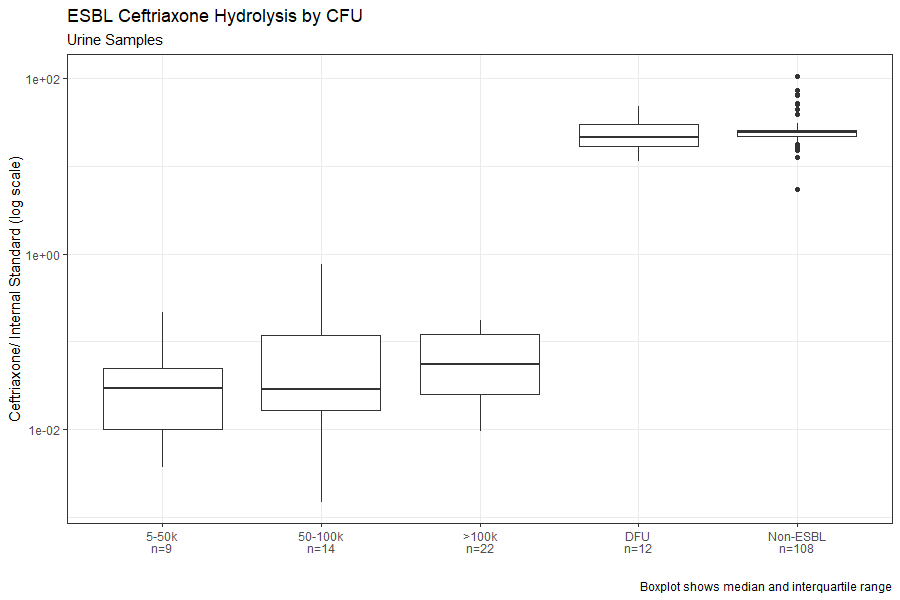 ESBL Ceftriaxone Hydrolysis by CFU
Urine Samples
Ceftriaxone/ Internal Standard (log scale)
1e+02
1e+00
1e-02
5-50k
n=9
50-100k
n=14
>100k
n=22
DFU
n=12
Non-ESBL
n=108
Boxplot shows median and interquartile range